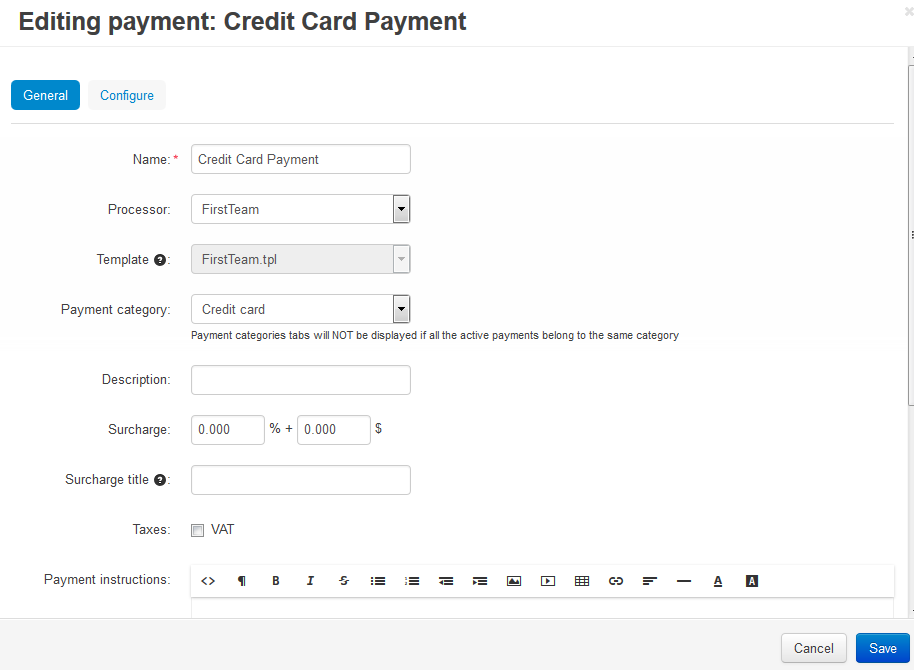 Editing payment: Credit Card Payment
General Configure
Name: * Credit Card Payment
Processor: FirstTeam
Template ?: FirstTeam.tpl
Payment category: Credit card
Payment categories tabs will NOT be displayed if all the active payments belong to the same category
Description:
Surcharge: 0.000 % + 0.000 $
Surcharge title ?:
Taxes: VAT
Payment instructions: <> ¶ B I S A A
Cancel Save